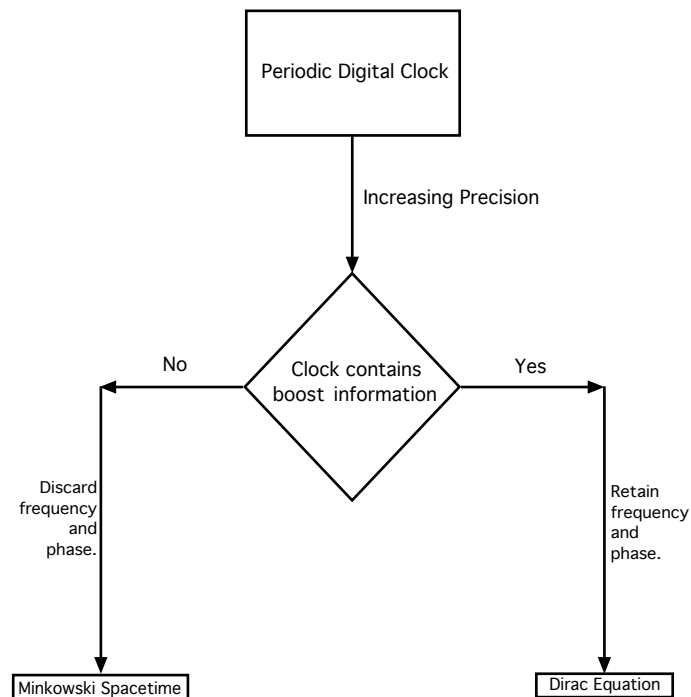 Periodic Digital Clock
Increasing Precision
No
Clock contains
boost information
Yes
Discard
frequency
and
phase.
Retain
frequency
and
phase.
Minkowski Spacetime
Dirac Equation